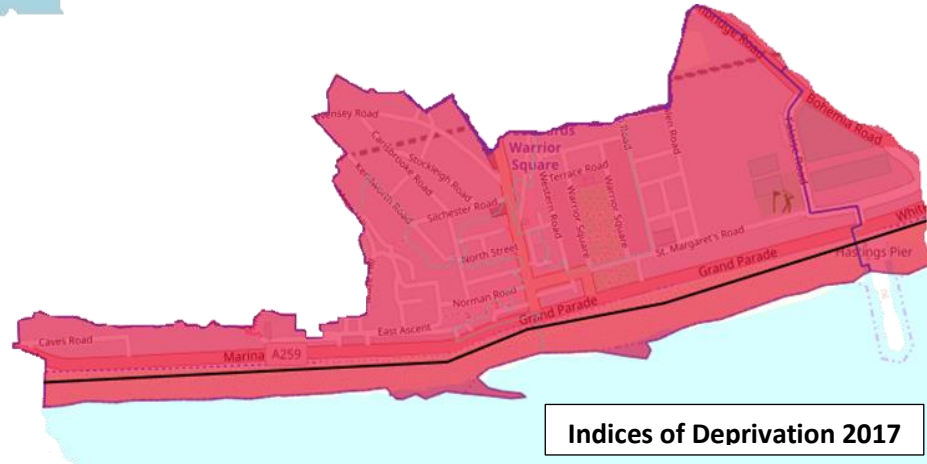 Bohemia Road
Warrior
Square
Terrace Road
Carisbrooke Road
Stockleigh Road
Kenilworth Road
Silchester Road
Western Road
Warrior Square
Warrior Square
North Street
St. Margaret's Road
Hastings Pier
Grand Parade
Norman Road
Grand Parade
East Ascent
Caves Road
Marina A259
Indices of Deprivation 2017